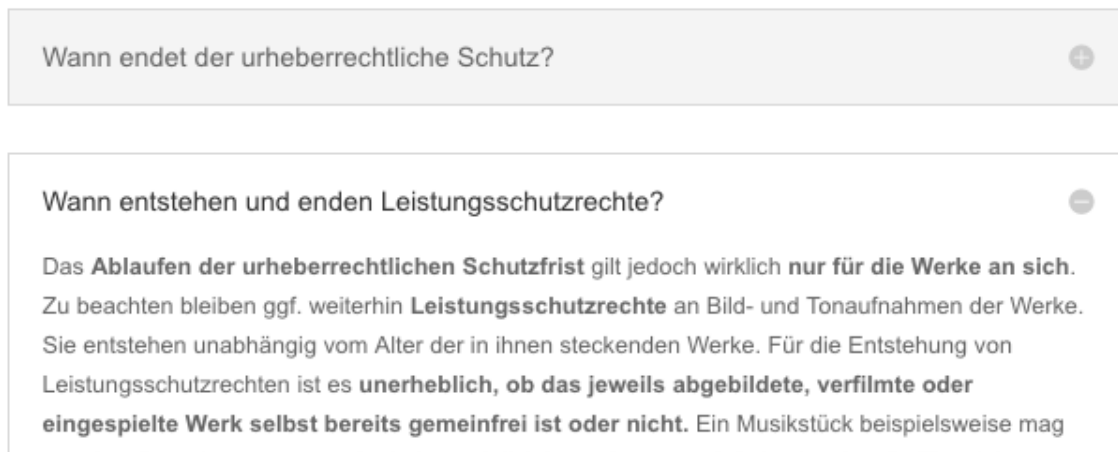 Wann endet der urheberrechtliche Schutz?
Wann entstehen und enden Leistungsschutzrechte?
Das Ablaufen der urheberrechtlichen Schutzfrist gilt jedoch wirklich nur für die Werke an sich.
Zu beachten bleiben ggf. weiterhin Leistungsschutzrechte an Bild- und Tonaufnahmen der Werke.
Sie entstehen unabhängig vom Alter der in ihnen steckenden Werke. Für die Entstehung von
Leistungsschutzrechten ist es unerheblich, ob das jeweils abgebildete, verfilmte oder
eingespielte Werk selbst bereits gemeinfrei ist oder nicht. Ein Musikstück beispielsweise mag